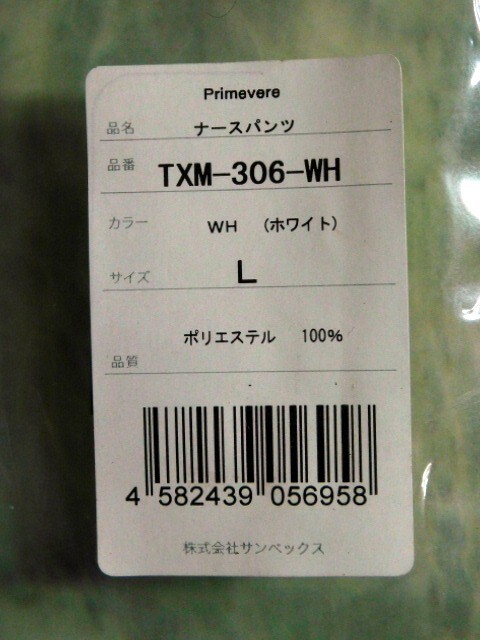 Primevere
品名 ナースパンツ
品番 TXM-306-WH
カラー WH （ホワイト）
サイズ L
ポリエステル 100%
品質
4 582439 056958
株式会社サンベックス